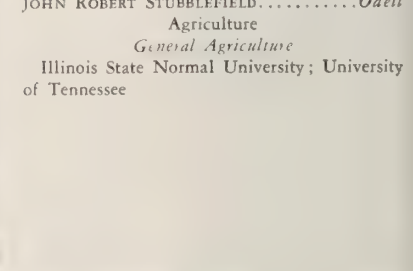 JOHN ROBERT STUBBLEFIELD...........Odell
Agriculture
General Agriculture
Illinois State Normal University; University
of Tennessee